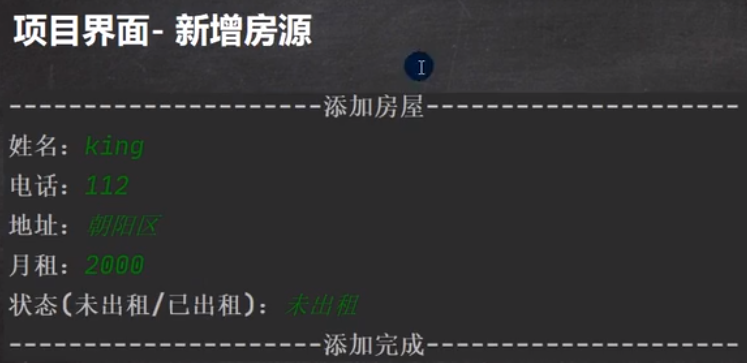 项目界面- 新增房源
---------------------添加房屋---------------------
姓名：king
电话：112
地址：朝阳区
月租：2000
状态(未出租/已出租)：未出租
---------------------添加完成---------------------